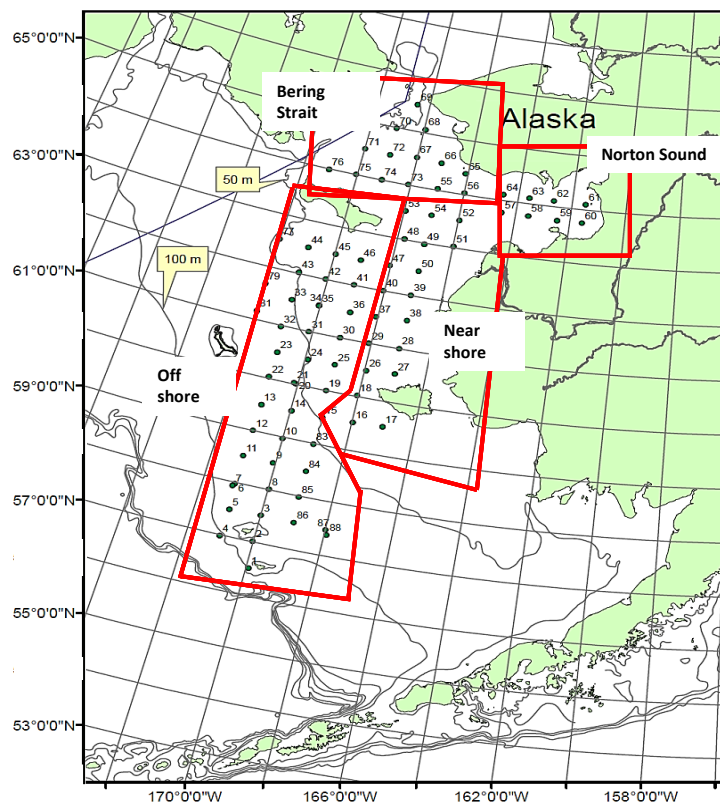 65°0'0"N
63°0'0"N
61°0'0"N
59°0'0"N
57°0'0"N
55°0'0"N
53°0'0"N
170°0'0"W
166°0'0"W
162°0'0"W
158°0'0"W
Bering
Strait
Alaska
Norton Sound
50 m
100 m
Near
shore
Off
shore
69
70 68
71 72 67 66 65
76 75 74 73 55 56
64 63 62 61
57 58 59 60
53 54 52
77 44 45 46 48 49 51
43 42 41 47 50
79 33 34 35 36 40 39
81 32 31 30 37 38
23 24 25 29 28
22 21 20 19 26 27
13 14 15 18
12 10 83 16 17
11 9 84
7 6 8 85
5 3 86 87 88
4 2
1